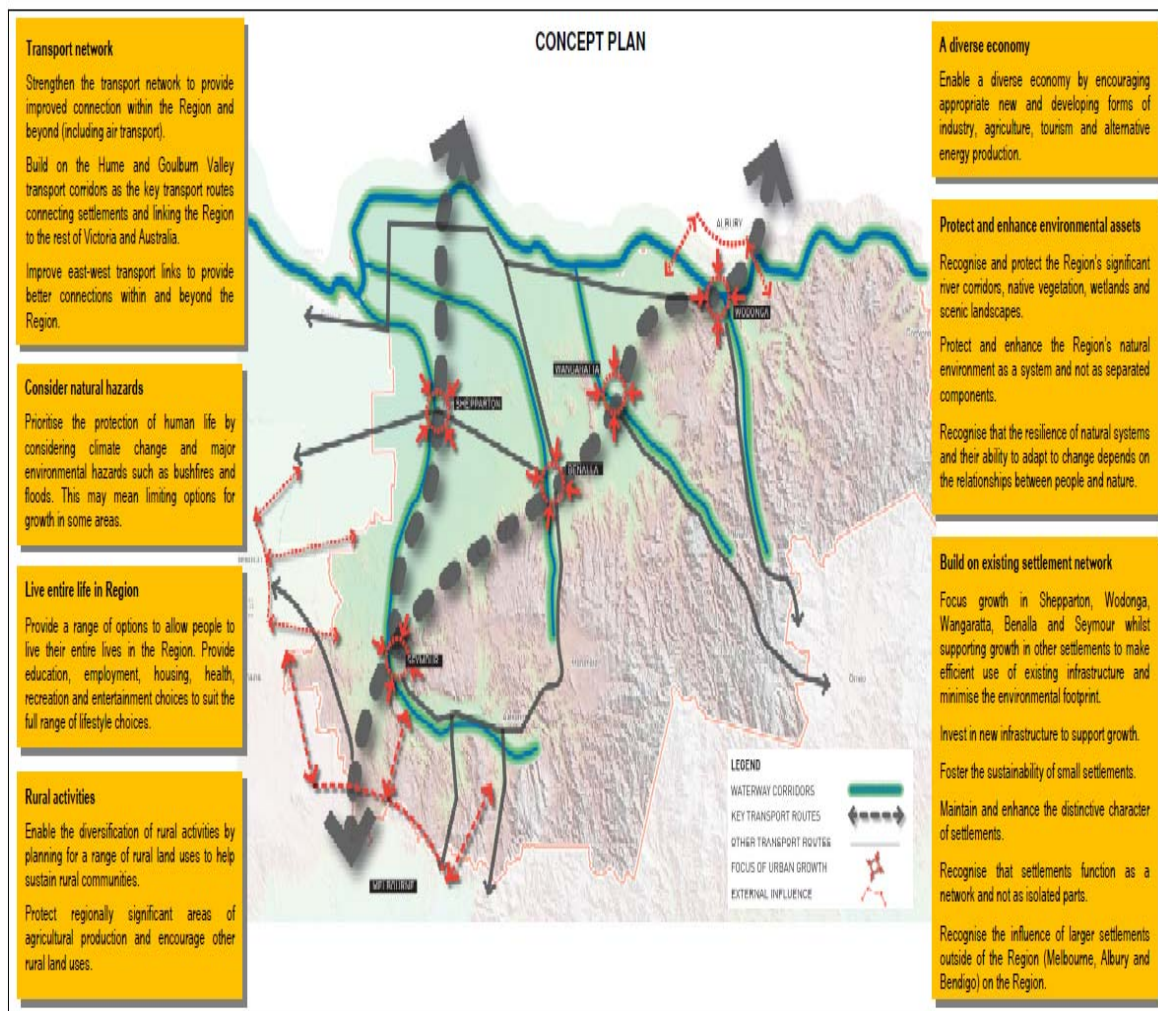 CONCEPT PLAN
Transport network
Strengthen the transport network to provide
improved connection within the Region and
beyond (including air transport).
Build on the Hume and Goulburn Valley
transport corridors as the key transport routes
connecting settlements and linking the Region
to the rest of Victoria and Australia.
Improve east-west transport links to provide
better connections within and beyond the
Region.
Consider natural hazards
Prioritise the protection of human life by
considering climate change and major
environmental hazards such as bushfires and
floods. This may mean limiting options for
growth in some areas.
Live entire life in Region
Provide a range of options to allow people to
live their entire lives in the Region. Provide
education, employment, housing, health,
recreation and entertainment choices to suit the
full range of lifestyle choices.
Rural activities
Enable the diversification of rural activities by
planning for a range of rural land uses to help
sustain rural communities.
Protect regionally significant areas of
agricultural production and encourage other
rural land uses.
ALBURY
WODONGA
WANGARATTA
SHEPPARTON
BENALLA
SEYMOUR
MELBOURNE
LEGEND
WATERWAY CORRIDORS
KEY TRANSPORT ROUTES
OTHER TRANSPORT ROUTES
FOCUS OF URBAN GROWTH
EXTERNAL INFLUENCE
A diverse economy
Enable a diverse economy by encouraging
appropriate new and developing forms of
industry, agriculture, tourism and alternative
energy production.
Protect and enhance environmental assets
Recognise and protect the Region's significant
river corridors, native vegetation, wetlands and
scenic landscapes.
Protect and enhance the Region's natural
environment as a system and not as separated
components.
Recognise that the resilience of natural systems
and their ability to adapt to change depends on
the relationships between people and nature.
Build on existing settlement network
Focus growth in Shepparton, Wodonga,
Wangaratta, Benalla and Seymour whilst
supporting growth in other settlements to make
efficient use of existing infrastructure and
minimise the environmental footprint.
Invest in new infrastructure to support growth.
Foster the sustainability of small settlements.
Maintain and enhance the distinctive character
of settlements.
Recognise that settlements function as a
network and not as isolated parts.
Recognise the influence of larger settlements
outside of the Region (Melbourne, Albury and
Bendigo) on the Region.